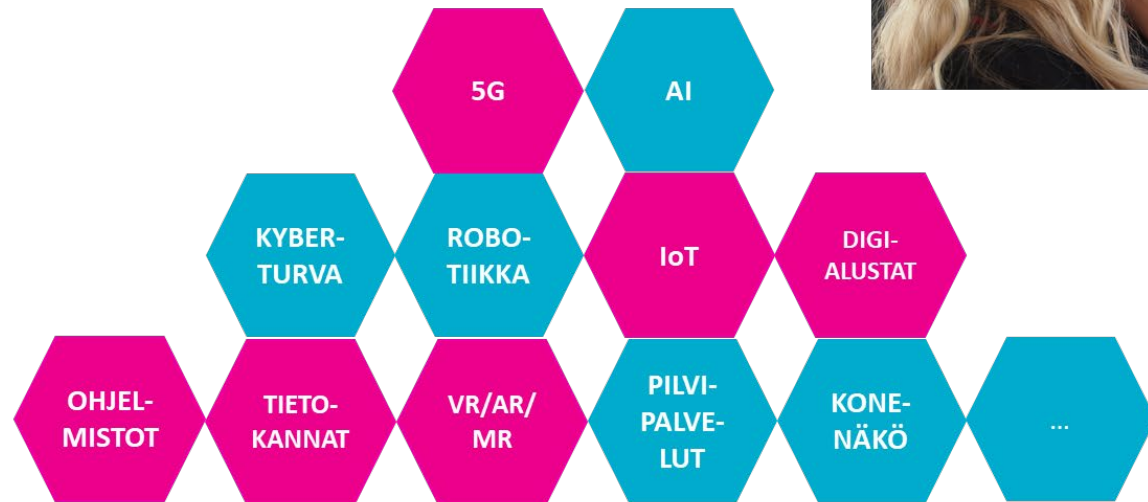 5G
AI
KYBER-
TURVA
ROBO-
TIIKKA
IoT
DIGI-
ALUSTAT
OHJEL-
MISTOT
TIETO-
KANNAT
VR/AR/
MR
PILVI-
PALVE-
LUT
KONE-
NÄKÖ
...